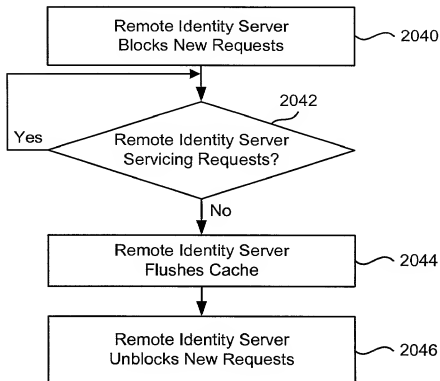 Remote Identity Server
Blocks New Requests
2040
2042
Yes
Remote Identity Server
Servicing Requests?
No
Remote Identity Server
Flushes Cache
2044
Remote Identity Server
Unblocks New Requests
2046